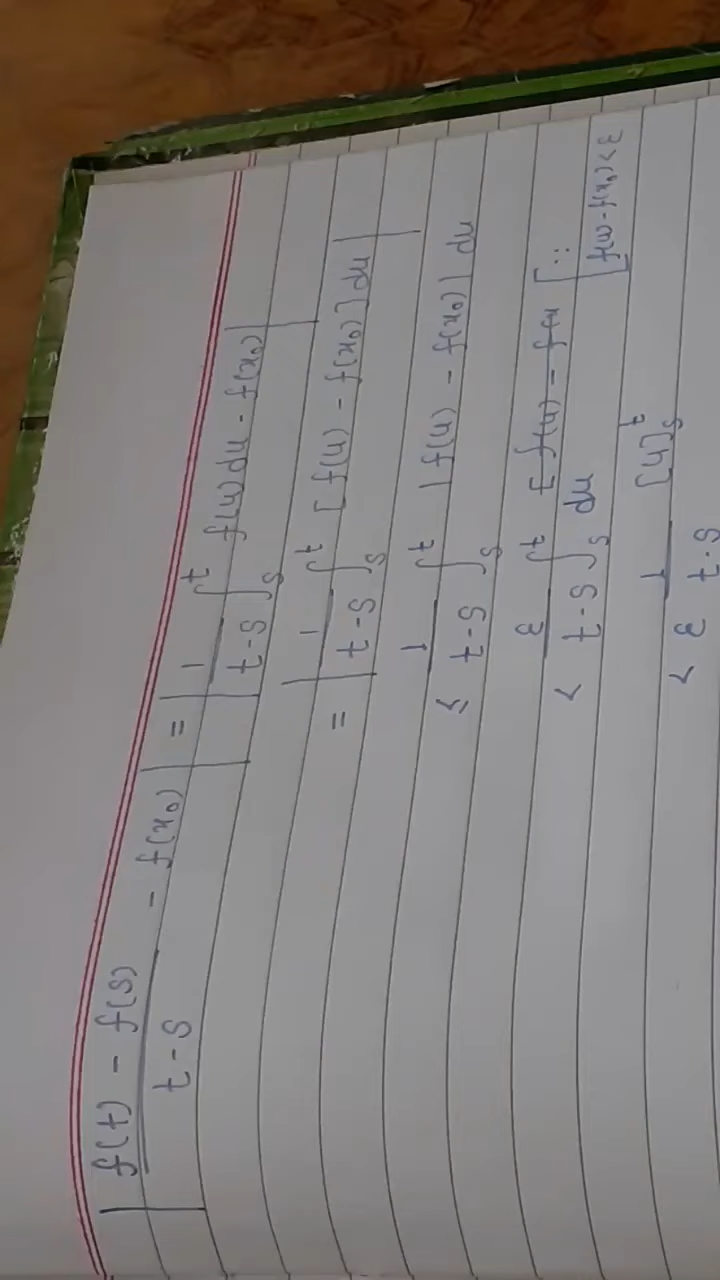 | f(t) - f(s) / t-s - f(x₀) | = | 1/t-s ∫ₛᵗ f(u) du - f(x₀) |
= | 1/t-s ∫ₛᵗ [f(u) - f(x₀)] du |
≤ 1/t-s ∫ₛᵗ |f(u) - f(x₀)| du
< ε/t-s ∫ₛᵗ du [∵ f(u) - f(x₀) < ε]
< ε 1/t-s [u]ₛᵗ